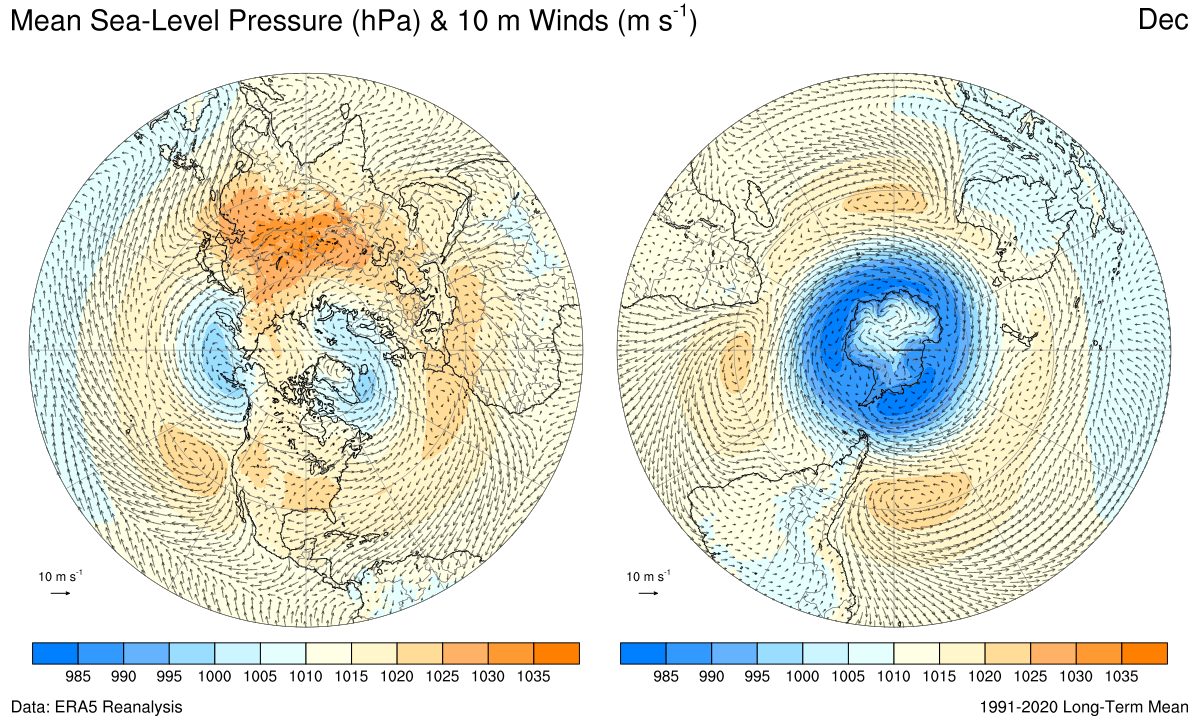 Mean Sea-Level Pressure (hPa) & 10 m Winds (m s⁻¹)
Dec
10 m s⁻¹
10 m s⁻¹
985 990 995 1000 1005 1010 1015 1020 1025 1030 1035
985 990 995 1000 1005 1010 1015 1020 1025 1030 1035
Data: ERA5 Reanalysis
1991-2020 Long-Term Mean